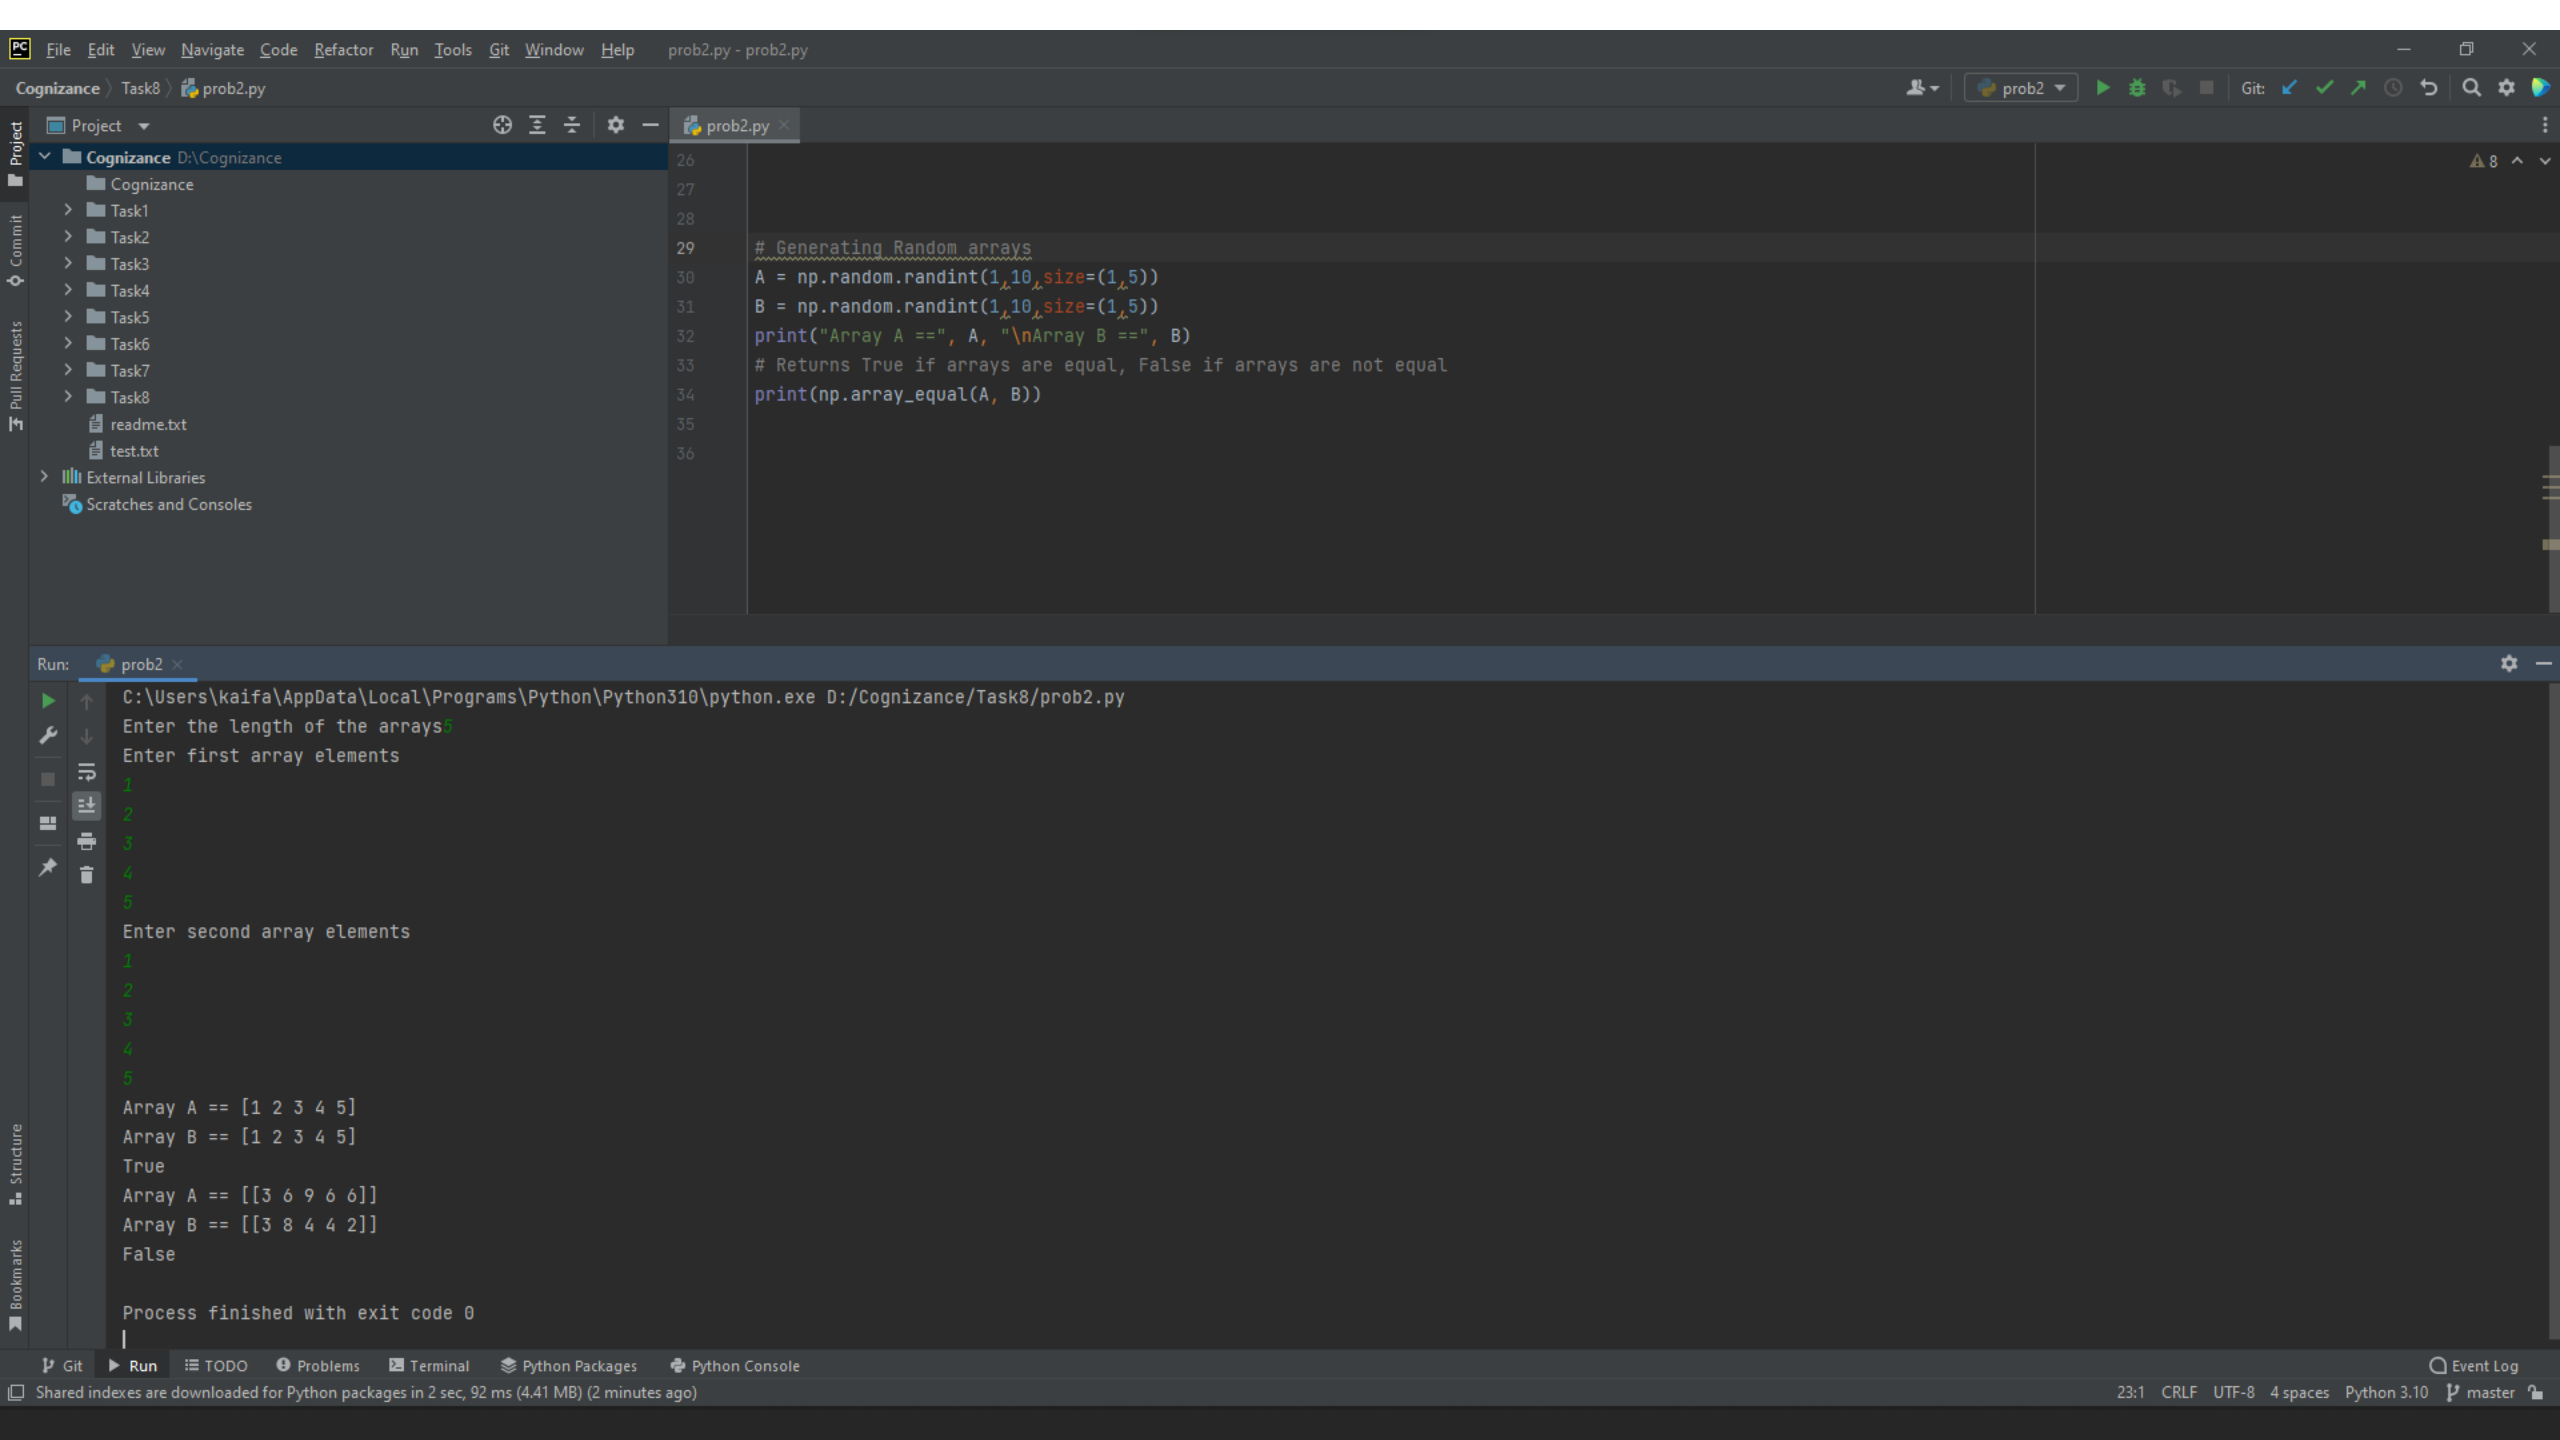 PC File Edit View Navigate Code Refactor Run Tools Git Window Help prob2.py - prob2.py
Cognizance Task8 prob2.py prob2 Git:
Project
Commit
Pull Requests
Structure
Bookmarks
Project
Cognizance D:\Cognizance
Cognizance
Task1
Task2
Task3
Task4
Task5
Task6
Task7
Task8
readme.txt
test.txt
External Libraries
Scratches and Consoles
prob2.py
8
26
27
28
29 # Generating Random arrays
30 A = np.random.randint(1,10,size=(1,5))
31 B = np.random.randint(1,10,size=(1,5))
32 print("Array A ==", A, "\nArray B ==", B)
33 # Returns True if arrays are equal, False if arrays are not equal
34 print(np.array_equal(A, B))
35
36
Run: prob2
C:\Users\kaifa\AppData\Local\Programs\Python\Python310\python.exe D:/Cognizance/Task8/prob2.py
Enter the length of the arrays5
Enter first array elements
1
2
3
4
5
Enter second array elements
1
2
3
4
5
Array A == [1 2 3 4 5]
Array B == [1 2 3 4 5]
True
Array A == [[3 6 9 6 6]]
Array B == [[3 8 4 4 2]]
False
Process finished with exit code 0
Git Run TODO Problems Terminal Python Packages Python Console Event Log
Shared indexes are downloaded for Python packages in 2 sec, 92 ms (4.41 MB) (2 minutes ago) 23:1 CRLF UTF-8 4 spaces Python 3.10 master